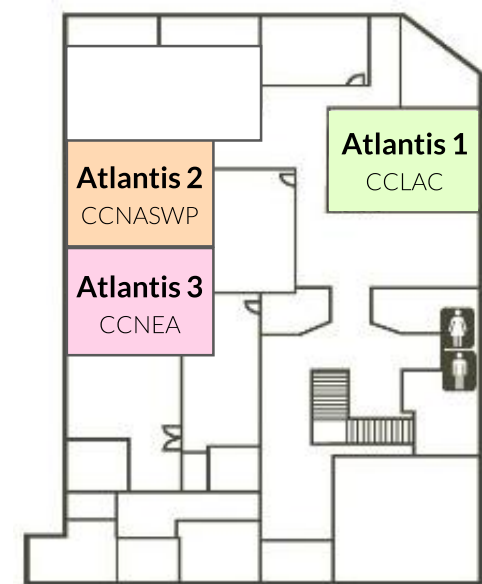 Atlantis 1
CCLAC
Atlantis 2
CCNASWP
Atlantis 3
CCNEA